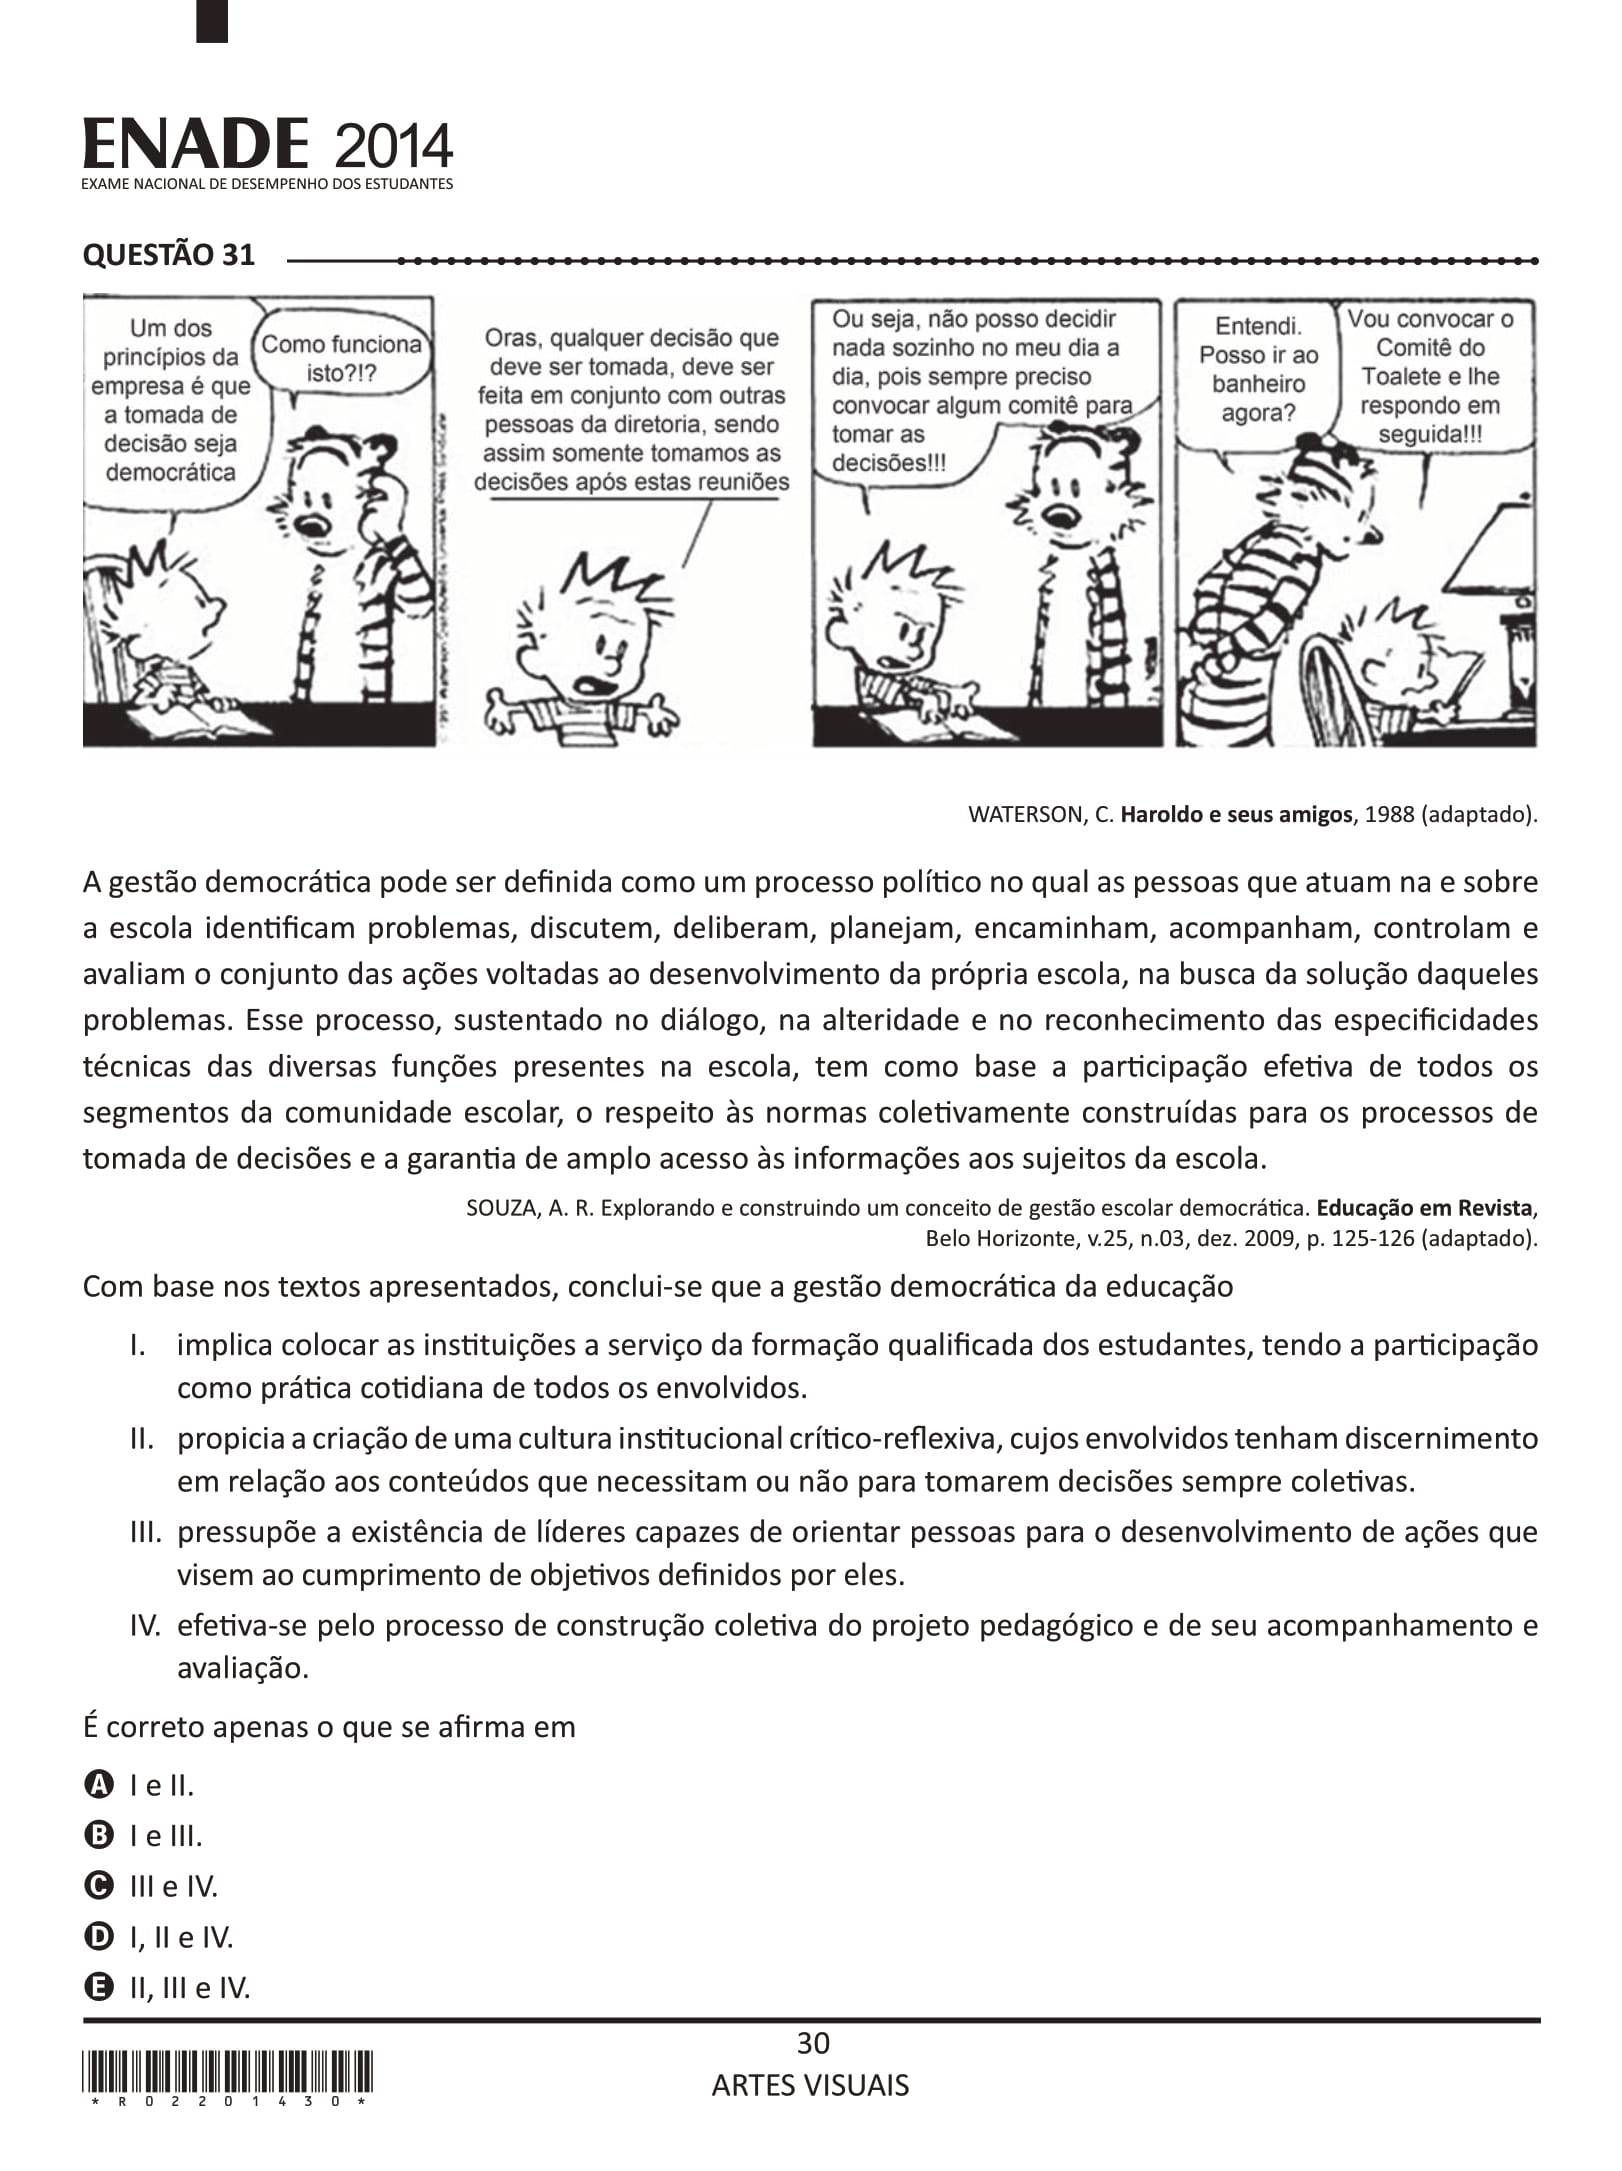 ENADE 2014
EXAME NACIONAL DE DESEMPENHO DOS ESTUDANTES
QUESTÃO 31
Um dos
princípios da
empresa é que
a tomada de
decisão seja
democrática
Como funciona
isto?!?
Oras, qualquer decisão que
deve ser tomada, deve ser
feita em conjunto com outras
pessoas da diretoria, sendo
assim somente tomamos as
decisões após estas reuniões
Ou seja, não posso decidir
nada sozinho no meu dia a
dia, pois sempre preciso
convocar algum comitê para
tomar as
decisões!!!
Entendi.
Posso ir ao
banheiro
agora?
Vou convocar o
Comitê do
Toalete e lhe
respondo em
seguida!!!
WATERSON, C. Haroldo e seus amigos, 1988 (adaptado).
A gestão democrática pode ser definida como um processo político no qual as pessoas que atuam na e sobre
a escola identificam problemas, discutem, deliberam, planejam, encaminham, acompanham, controlam e
avaliam o conjunto das ações voltadas ao desenvolvimento da própria escola, na busca da solução daqueles
problemas. Esse processo, sustentado no diálogo, na alteridade e no reconhecimento das especificidades
técnicas das diversas funções presentes na escola, tem como base a participação efetiva de todos os
segmentos da comunidade escolar, o respeito às normas coletivamente construídas para os processos de
tomada de decisões e a garantia de amplo acesso às informações aos sujeitos da escola.
SOUZA, A. R. Explorando e construindo um conceito de gestão escolar democrática. Educação em Revista,
Belo Horizonte, v.25, n.03, dez. 2009, p. 125-126 (adaptado).
Com base nos textos apresentados, conclui-se que a gestão democrática da educação
I. implica colocar as instituições a serviço da formação qualificada dos estudantes, tendo a participação
como prática cotidiana de todos os envolvidos.
II. propicia a criação de uma cultura institucional crítico-reflexiva, cujos envolvidos tenham discernimento
em relação aos conteúdos que necessitam ou não para tomarem decisões sempre coletivas.
III. pressupõe a existência de líderes capazes de orientar pessoas para o desenvolvimento de ações que
visem ao cumprimento de objetivos definidos por eles.
IV. efetiva-se pelo processo de construção coletiva do projeto pedagógico e de seu acompanhamento e
avaliação.
É correto apenas o que se afirma em
A I e II.
B I e III.
C III e IV.
D I, II e IV.
E II, III e IV.
30
ARTES VISUAIS
* R 0 2 2 0 1 4 3 0 *